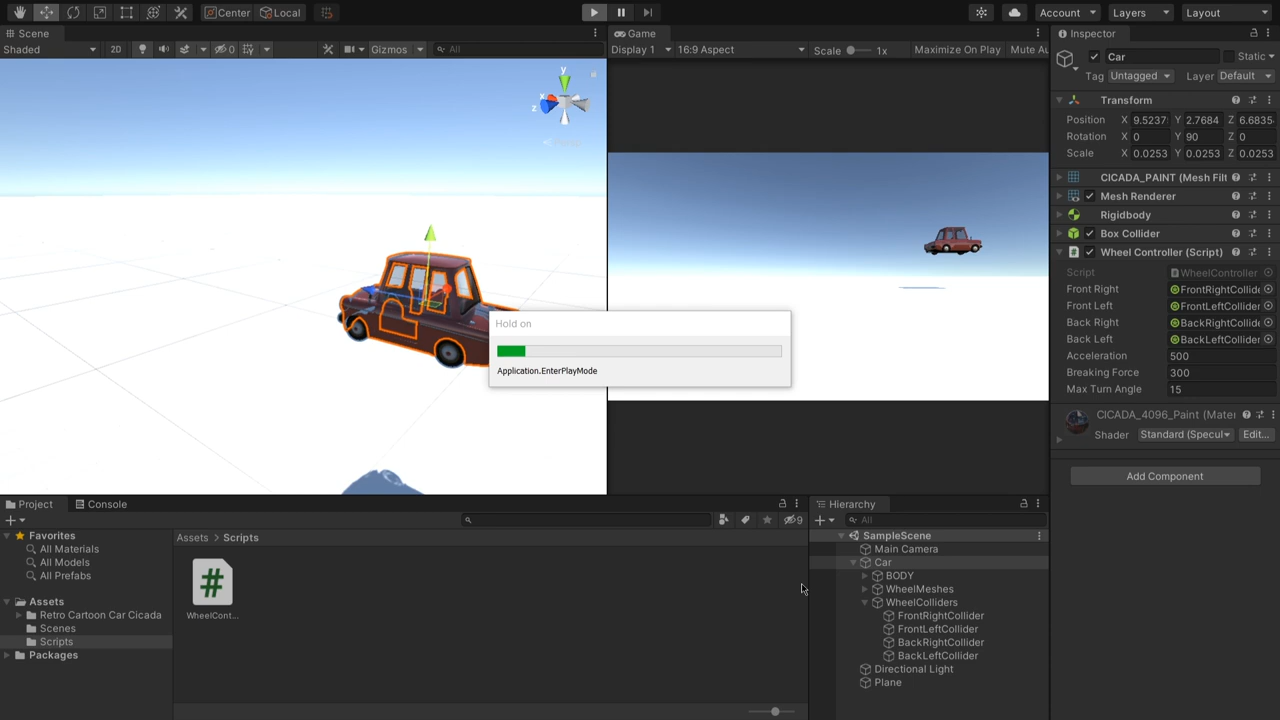 Center Local Account Layers Layout
Scene
Shaded 2D 0 Gizmos All
Game
Display 1 16:9 Aspect Scale 1x Maximize On Play Mute Au
y
x
z
Hold on
Application.EnterPlayMode
Inspector
Car Static
Tag Untagged Layer Default
Transform
Position X 9.5237 Y 2.7684 Z 6.6835
Rotation X 0 Y 90 Z 0
Scale X 0.0253 Y 0.0253 Z 0.0253
CICADA_PAINT (Mesh Filt
Mesh Renderer
Rigidbody
Box Collider
# Wheel Controller (Script)
Script WheelController
Front Right FrontRightCollide
Front Left FrontLeftCollider
Back Right BackRightCollide
Back Left BackLeftCollider
Acceleration 500
Breaking Force 300
Max Turn Angle 15
CICADA_4096_Paint (Mater
Shader Standard (Specul Edit...
Add Component
Project Console
9
Favorites
All Materials
All Models
All Prefabs
Assets
Retro Cartoon Car Cicada
Scenes
Scripts
Packages
Assets > Scripts
#
WheelCont...
Hierarchy
All
SampleScene
Main Camera
Car
BODY
WheelMeshes
WheelColliders
FrontRightCollider
FrontLeftCollider
BackRightCollider
BackLeftCollider
Directional Light
Plane